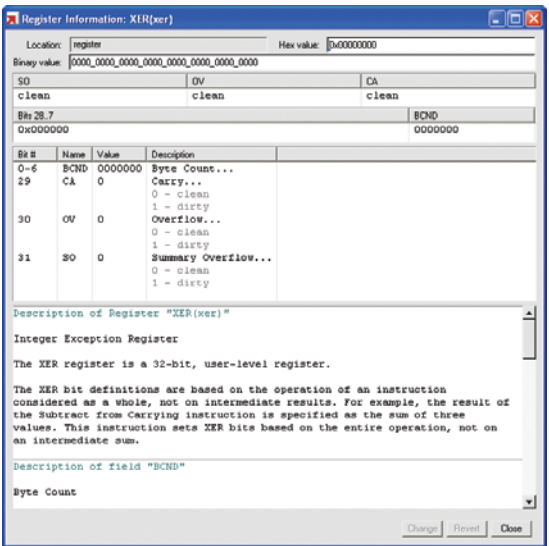 Register Information: XER(xer)
Location: register Hex value: 0x00000000
Binary value: 0000_0000_0000_0000_0000_0000_0000_0000
SO OV CA
clean clean clean
Bits 28..7 BCND
0x000000 0000000
Bit # Name Value Description
0-6 BCND 0000000 Byte Count...
29 CA 0 Carry...
0 - clean
1 - dirty
30 OV 0 Overflow...
0 - clean
1 - dirty
31 SO 0 Summary Overflow...
0 - clean
1 - dirty
Description of Register "XER(xer)"
Integer Exception Register
The XER register is a 32-bit, user-level register.
The XER bit definitions are based on the operation of an instruction
considered as a whole, not on intermediate results. For example, the result of
the Subtract from Carrying instruction is specified as the sum of three
values. This instruction sets XER bits based on the entire operation, not on
an intermediate sum.
Description of field "BCND"
Byte Count
Change Revert Close